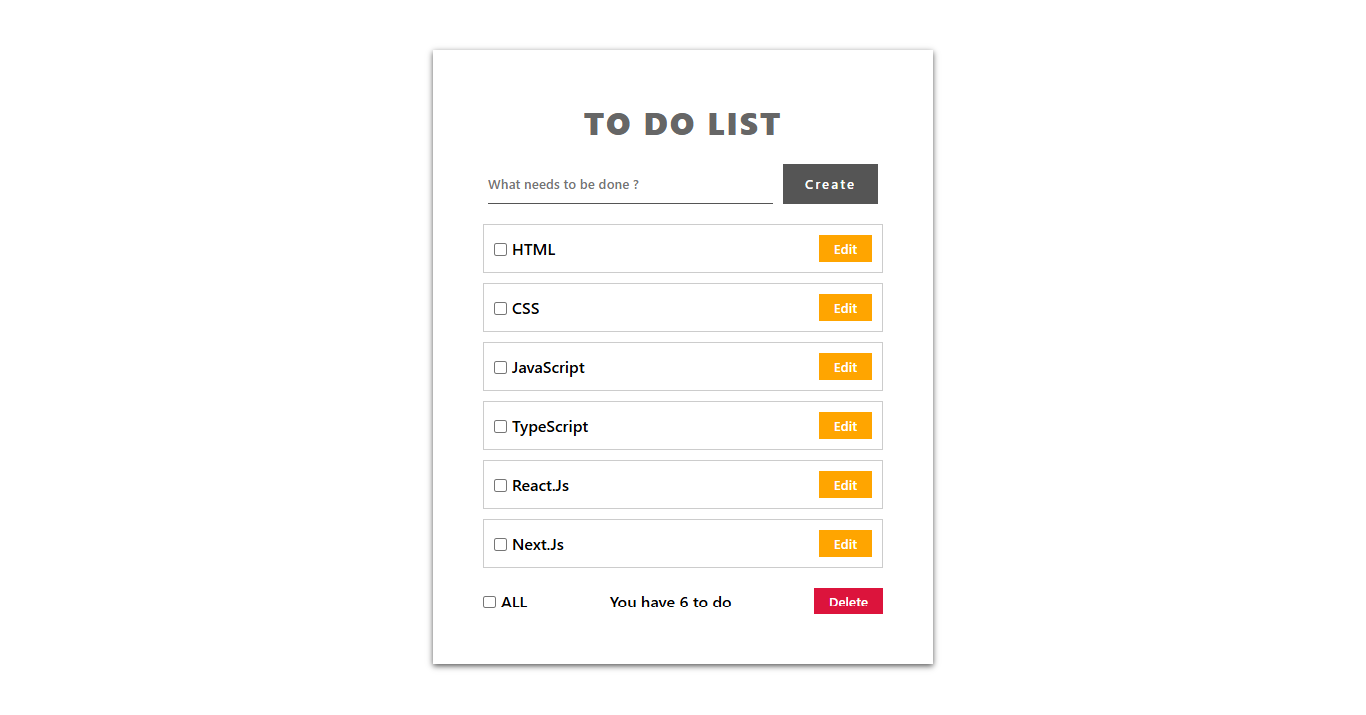 TO DO LIST
What needs to be done ?
Create
HTML
Edit
CSS
Edit
JavaScript
Edit
TypeScript
Edit
React.Js
Edit
Next.Js
Edit
ALL
You have 6 to do
Delete